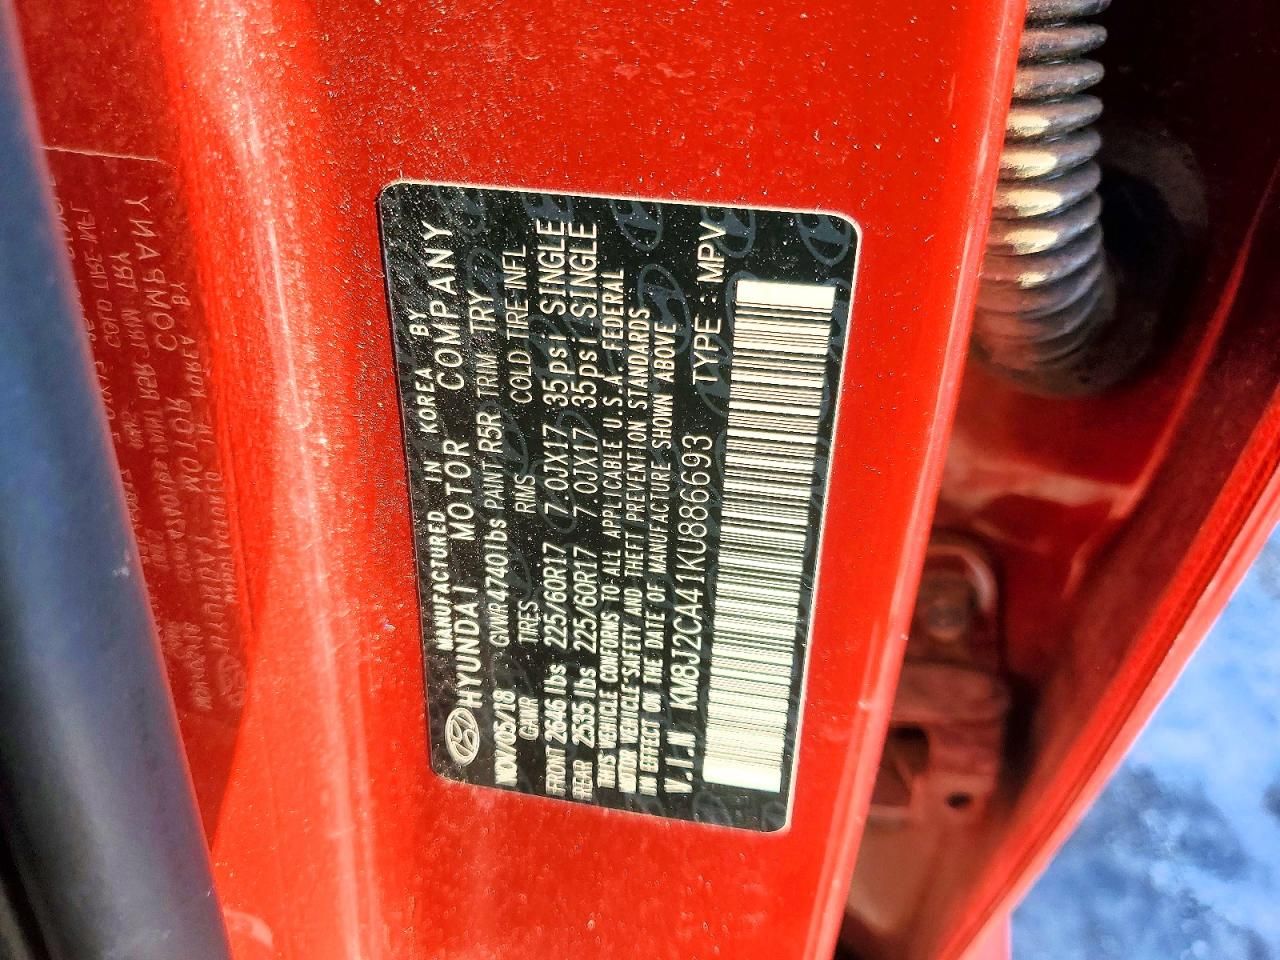 MANUFACTURED IN KOREA BY
HYUNDAI MOTOR COMPANY
NOV/05/18 GVWR 4740 lbs PAINT R5R TRIM TRY
GAWR TIRES RIMS COLD TIRE INFL
FRONT 2646 lbs 225/60R17 7.0JX17 35psi SINGLE
REAR 2535 lbs 225/60R17 7.0JX17 35psi SINGLE
THIS VEHICLE CONFORMS TO ALL APPLICABLE U.S.A. FEDERAL
MOTOR VEHICLE SAFETY AND THEFT PREVENTION STANDARDS
IN EFFECT ON THE DATE OF MANUFACTURE SHOWN ABOVE
V.I.N KM8J2CA41KU886693 TYPE : MPV